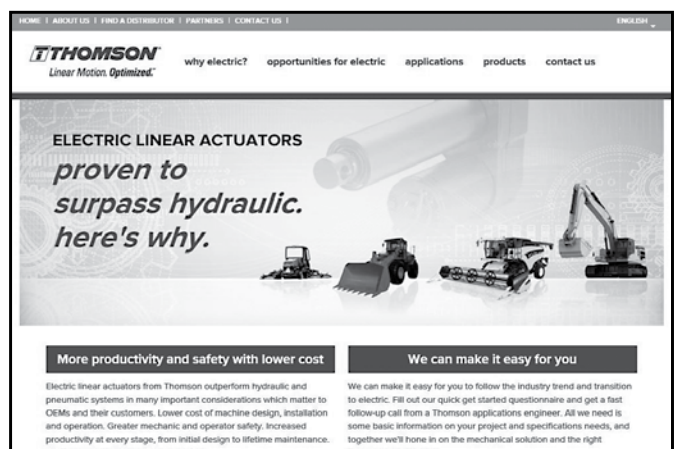 HOME | ABOUT US | FIND A DISTRIBUTOR | PARTNERS | CONTACT US | ENGLISH
THOMSON
Linear Motion. Optimized.™
why electric? opportunities for electric applications products contact us
ELECTRIC LINEAR ACTUATORS
proven to
surpass hydraulic.
here's why.
More productivity and safety with lower cost
Electric linear actuators from Thomson outperform hydraulic and
pneumatic systems in many important considerations which matter to
OEMs and their customers. Lower cost of machine design, installation
and operation. Greater mechanic and operator safety. Increased
productivity at every stage, from initial design to lifetime maintenance.
We can make it easy for you
We can make it easy for you to follow the industry trend and transition
to electric. Fill out our quick get started questionnaire and get a fast
follow-up call from a Thomson applications engineer. All we need is
some basic information on your project and specifications needs, and
together we'll hone in on the mechanical solution and the right